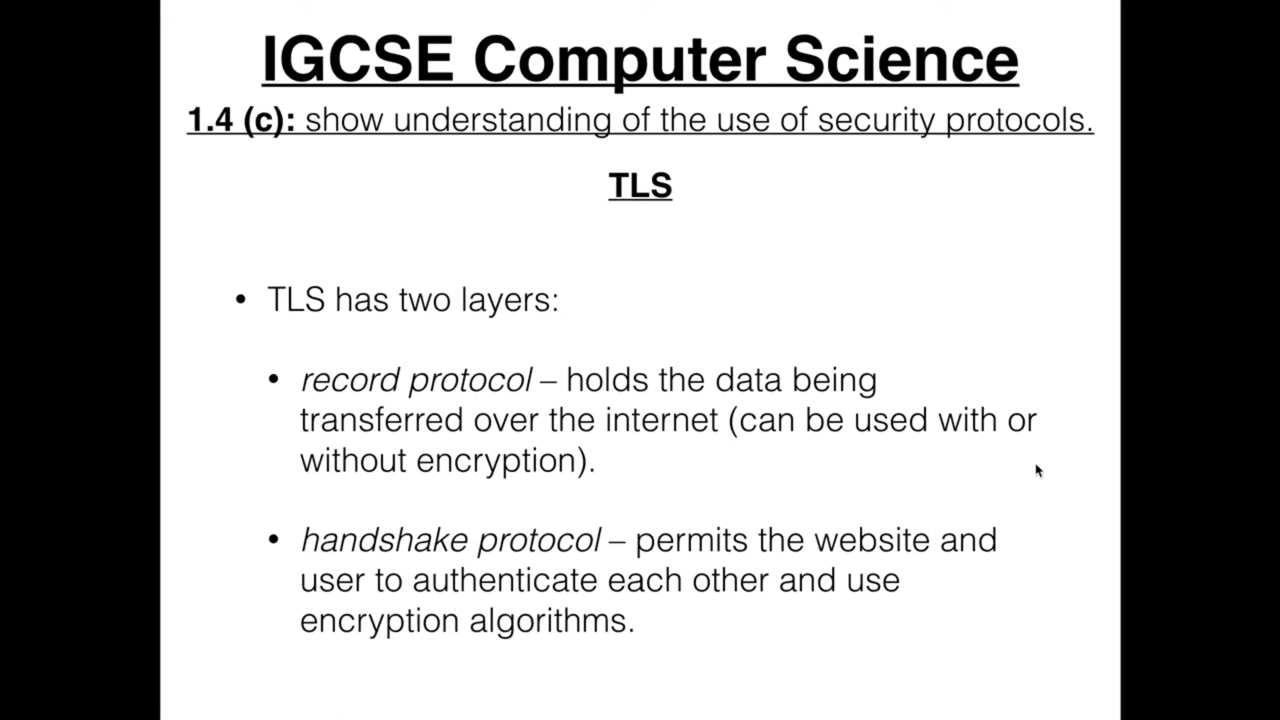 IGCSE Computer Science
1.4 (c): show understanding of the use of security protocols.
TLS
• TLS has two layers:
• record protocol – holds the data being
transferred over the internet (can be used with or
without encryption).
• handshake protocol – permits the website and
user to authenticate each other and use
encryption algorithms.